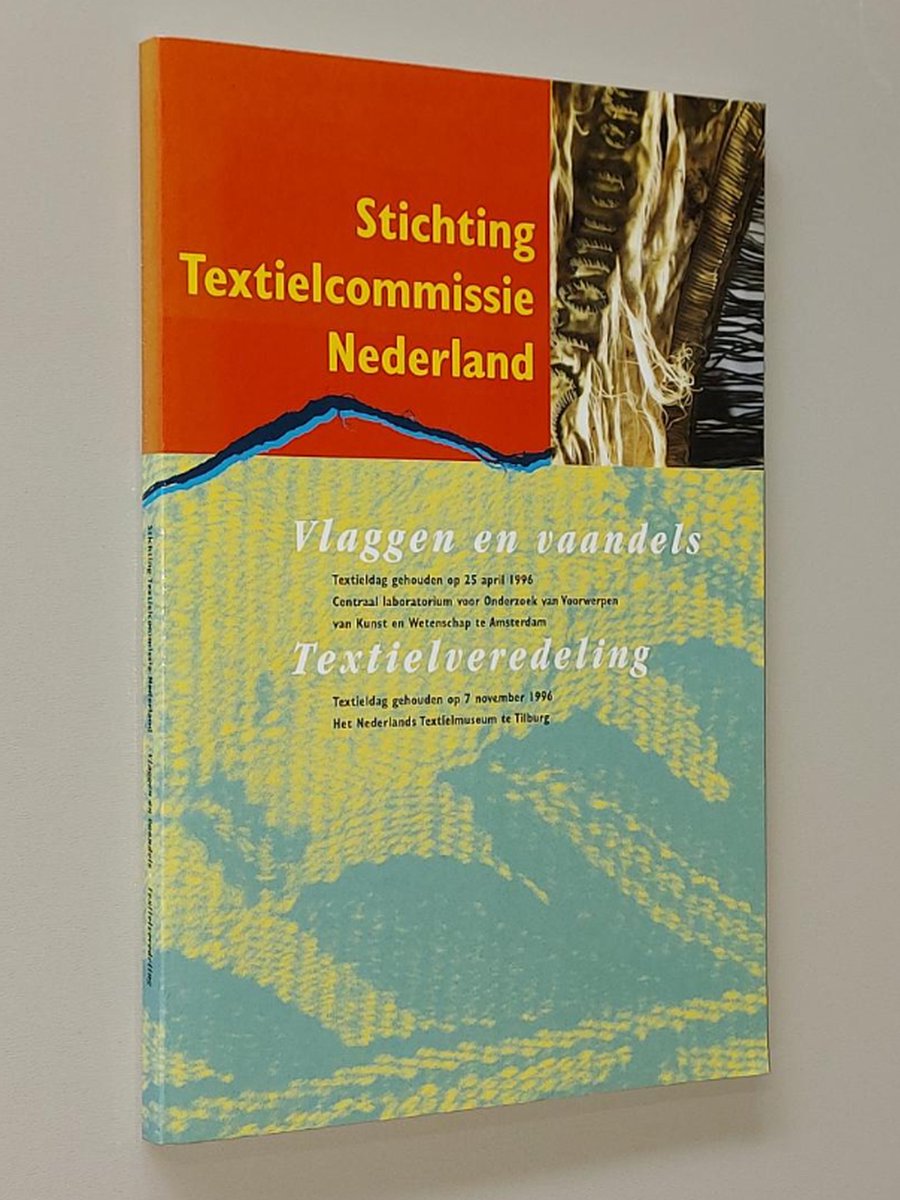 Stichting
Textielcommissie
Nederland
Vlaggen en vaandels
Textieldag gehouden op 25 april 1996
Centraal laboratorium voor Onderzoek van Voorwerpen
van Kunst en Wetenschap te Amsterdam
Textielveredeling
Textieldag gehouden op 7 november 1996
Het Nederlands Textielmuseum te Tilburg
Stichting Textielcommissie Nederland Vlaggen en vaandels - Textielveredeling